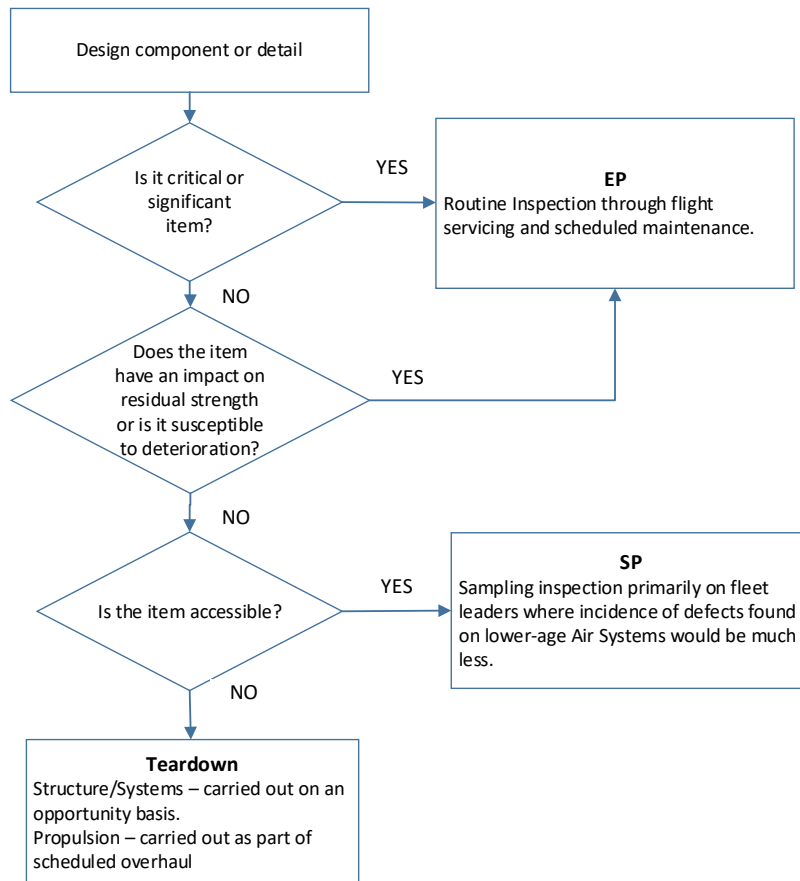 Design component or detail
Is it critical or
significant
item?
YES
EP
Routine Inspection through flight
servicing and scheduled maintenance.
NO
Does the item
have an impact on
residual strength
or is it susceptible
to deterioration?
YES
NO
Is the item accessible?
YES
SP
Sampling inspection primarily on fleet
leaders where incidence of defects found
on lower-age Air Systems would be much
less.
NO
Teardown
Structure/Systems – carried out on an
opportunity basis.
Propulsion – carried out as part of
scheduled overhaul